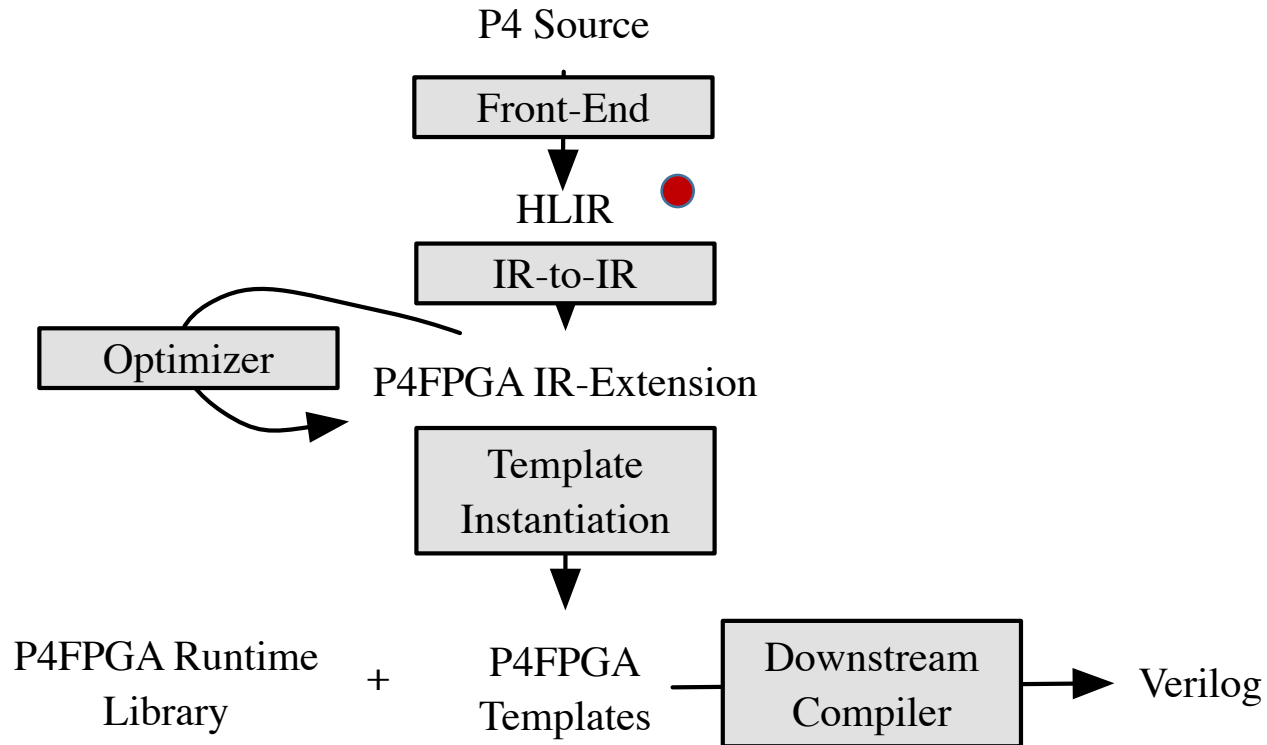 P4 Source
Front-End
HLIR
IR-to-IR
Optimizer
P4FPGA IR-Extension
Template
Instantiation
P4FPGA Runtime
Library
+
P4FPGA
Templates
Downstream
Compiler
Verilog